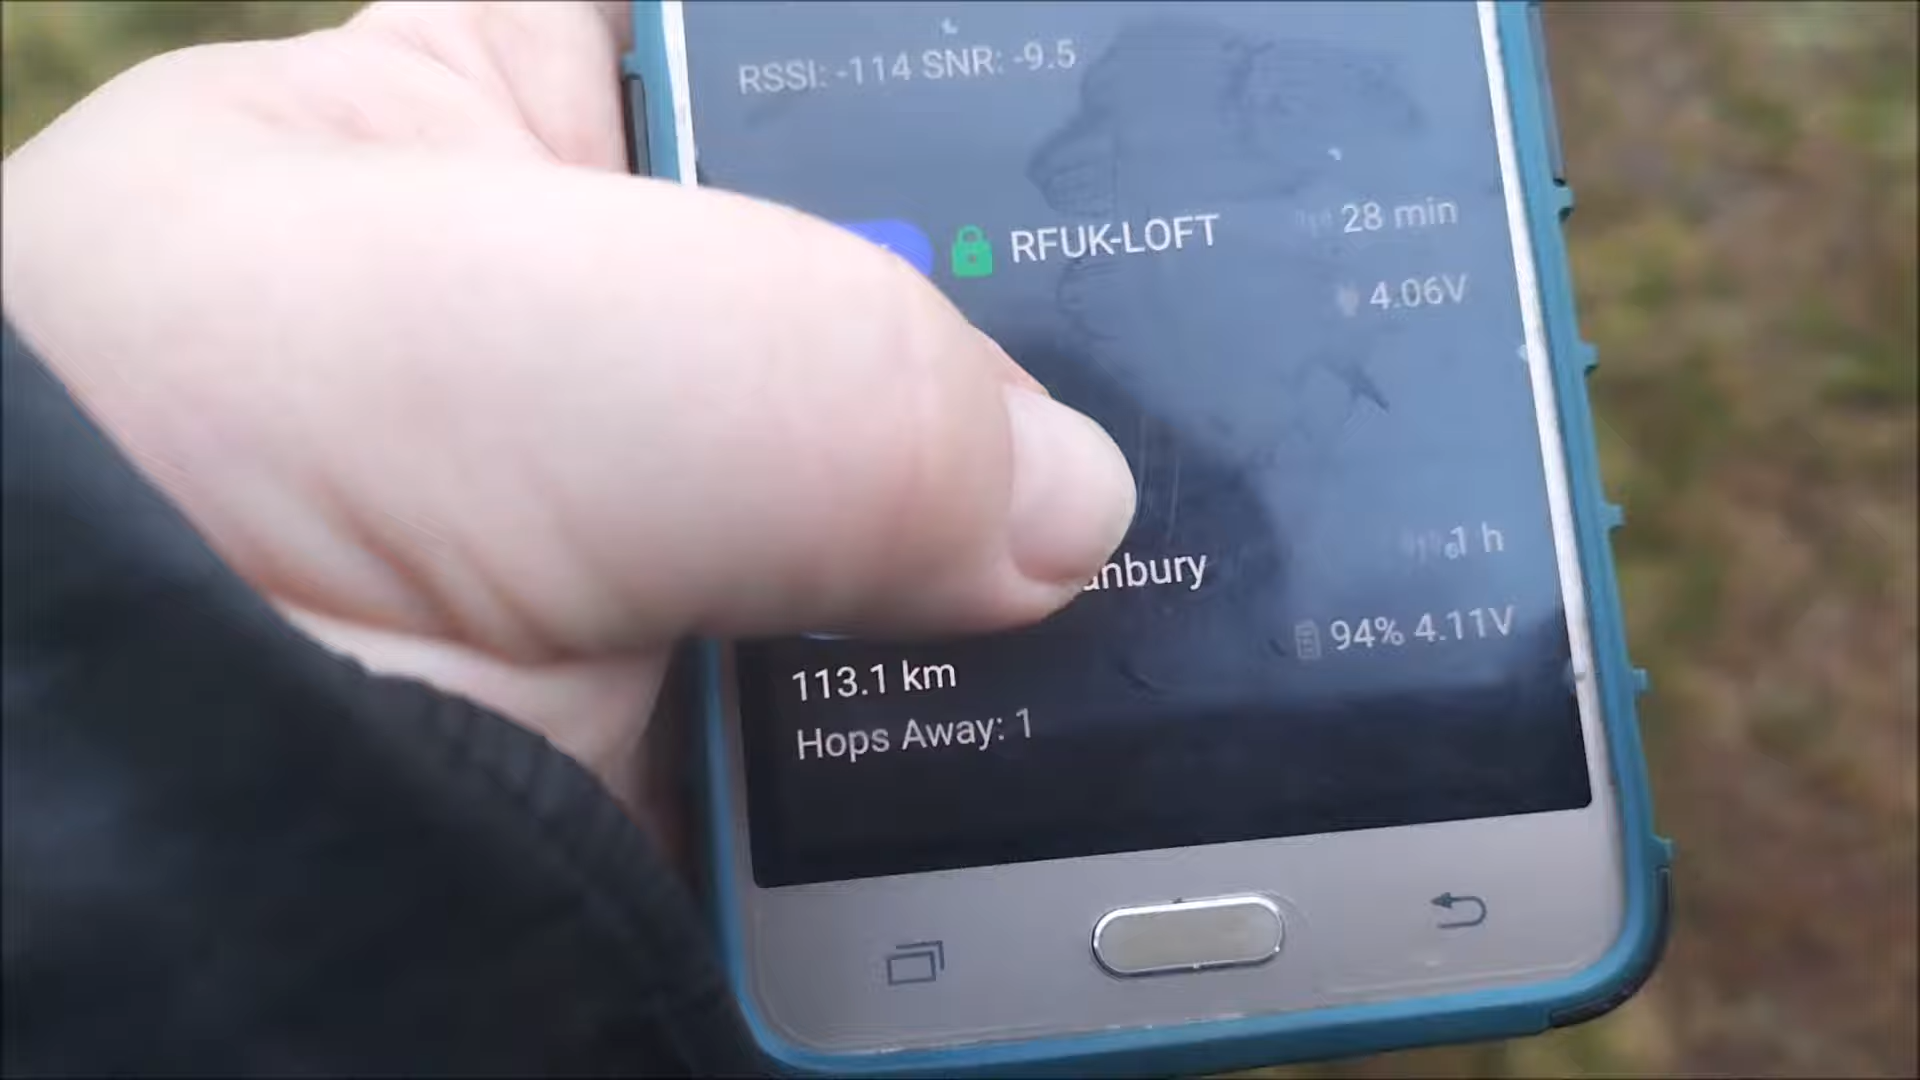 RSSI: -114 SNR: -9.5
RFUK-LOFT 28 min
4.06V
anbury 1 h
94% 4.11V
113.1 km
Hops Away: 1